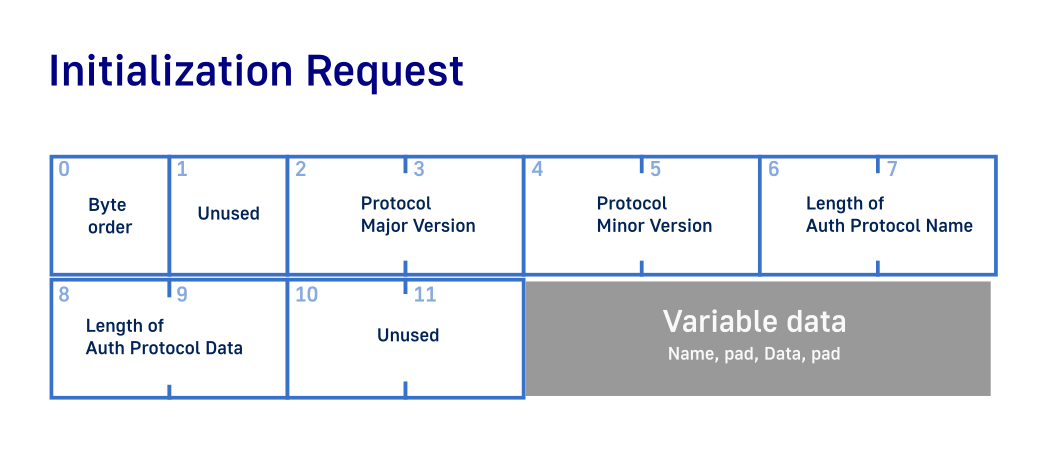 Initialization Request
0
1
2
3
4
5
6
7
Byte
order
Unused
Protocol
Major Version
Protocol
Minor Version
Length of
Auth Protocol Name
8
9
10
11
Length of
Auth Protocol Data
Unused
Variable data
Name, pad, Data, pad